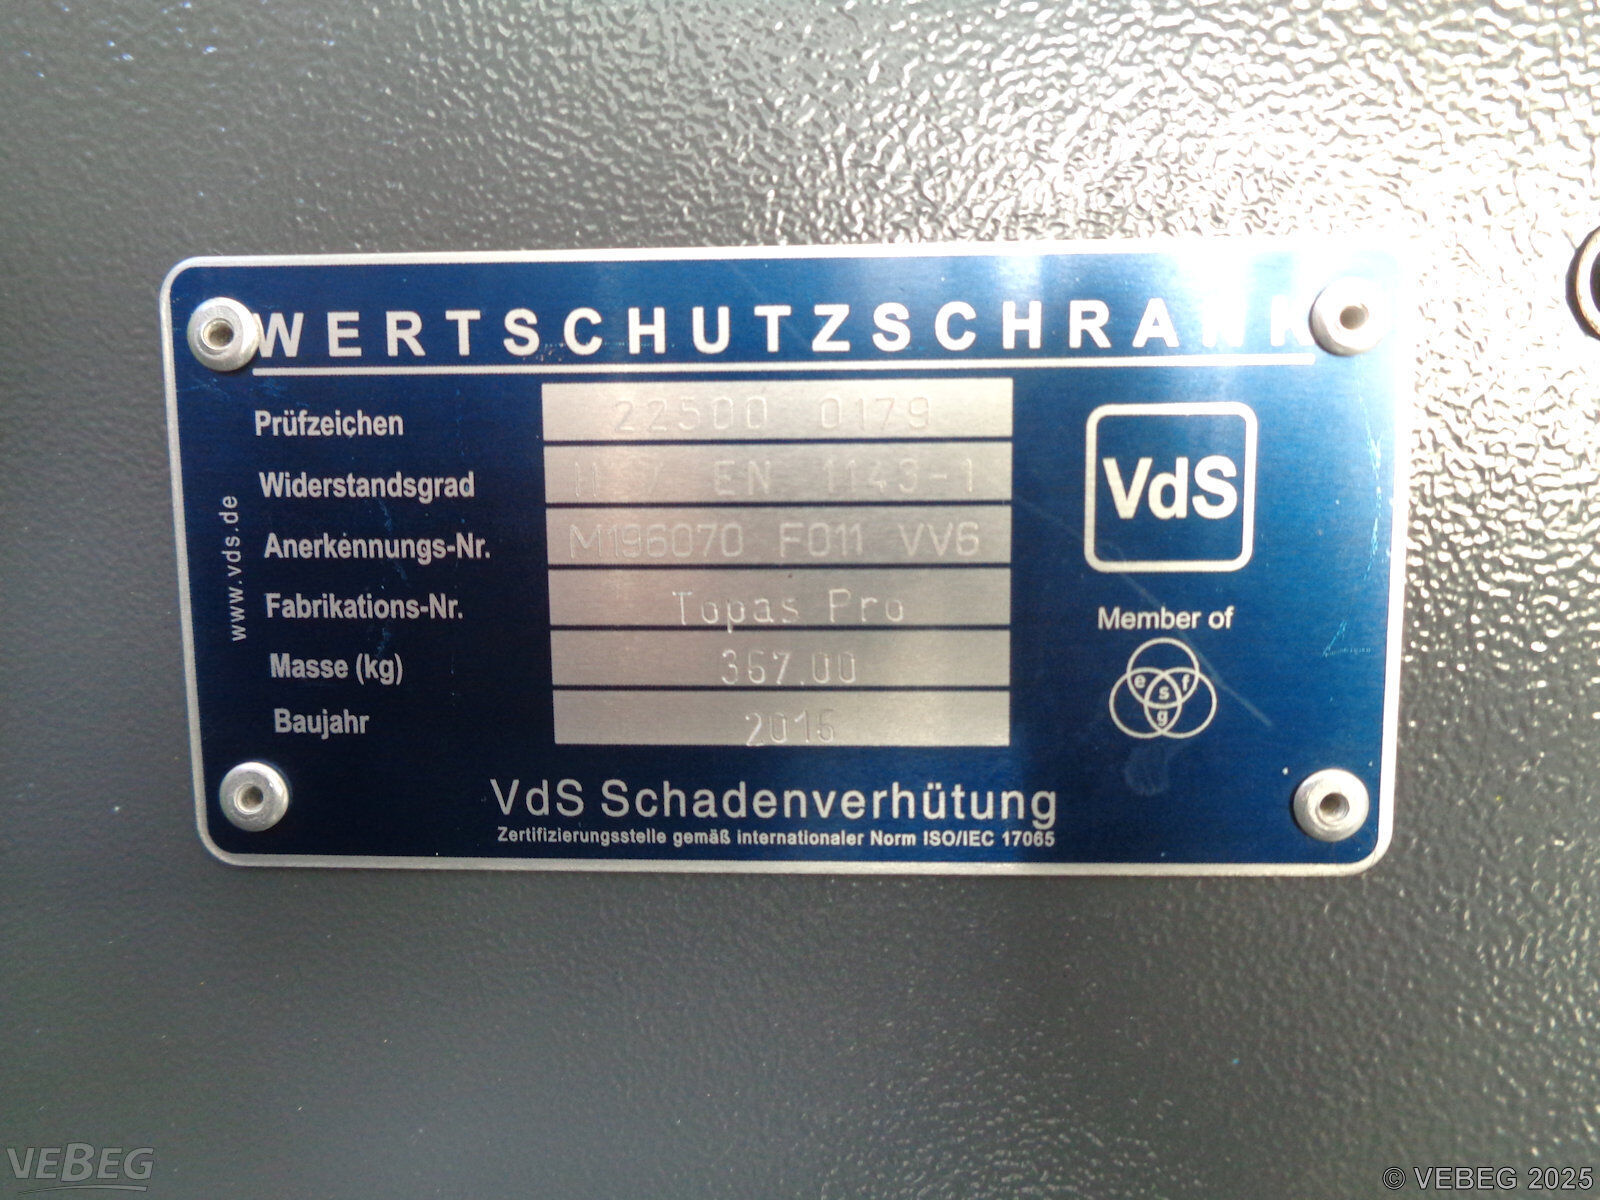 WERTSCHUTZSCHRANK
Prüfzeichen 22500 0179
Widerstandsgrad II / EN 1143-1
Anerkennungs-Nr. M196070 F011 VV6
Fabrikations-Nr. Topas Pro
Masse (kg) 367.00
Baujahr
www.vds.de
VdS
Member of
e s f g
VdS Schadenverhütung
Zertifizierungsstelle gemäß internationaler Norm ISO/IEC 17065
VEBEG
© VEBEG 2025